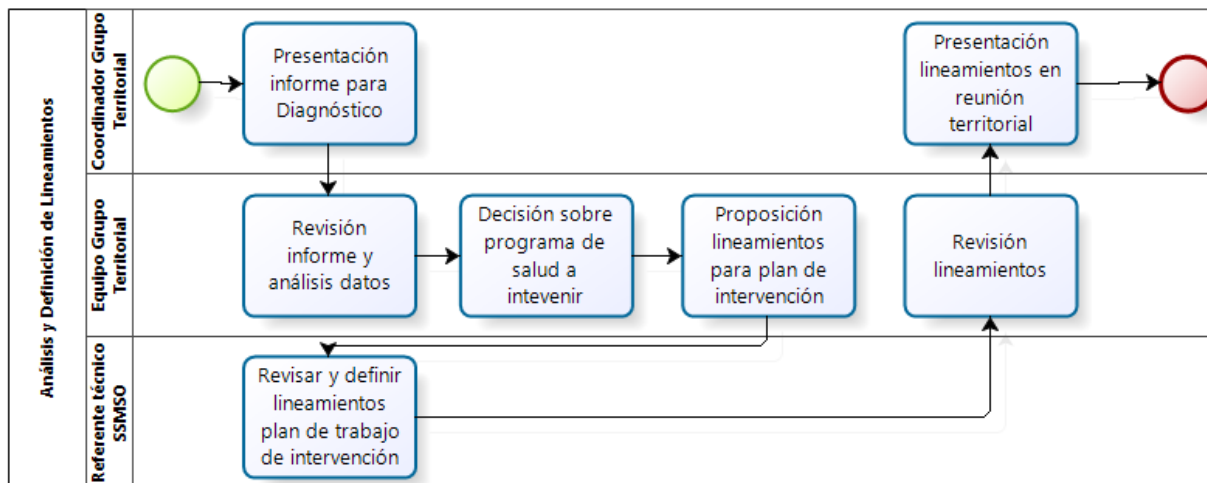 Análisis y Definición de Lineamientos
Coordinador Grupo
Territorial
Presentación
informe para
Diagnóstico
Presentación
lineamientos en
reunión
territorial
Equipo Grupo
Territorial
Revisión
informe y
análisis datos
Decisión sobre
programa de
salud a
intevenir
Proposición
lineamientos
para plan de
intervención
Revisión
lineamientos
Referente técnico
SSMSO
Revisar y definir
lineamientos
plan de trabajo
de intervención